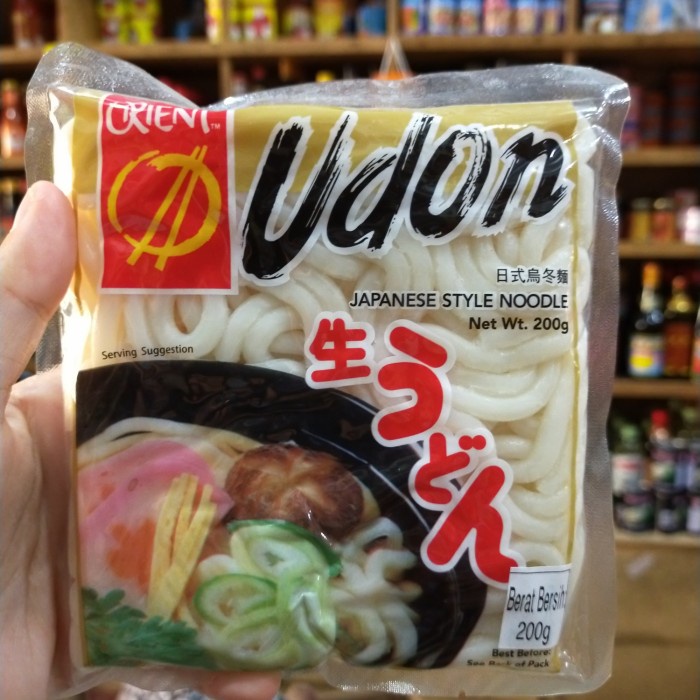 ORIENT™
Udon
日式烏冬麵
JAPANESE STYLE NOODLE
Net Wt. 200g
Serving Suggestion
生うどん
Berat Bersih
200g
Best Before:
See Back of Pack